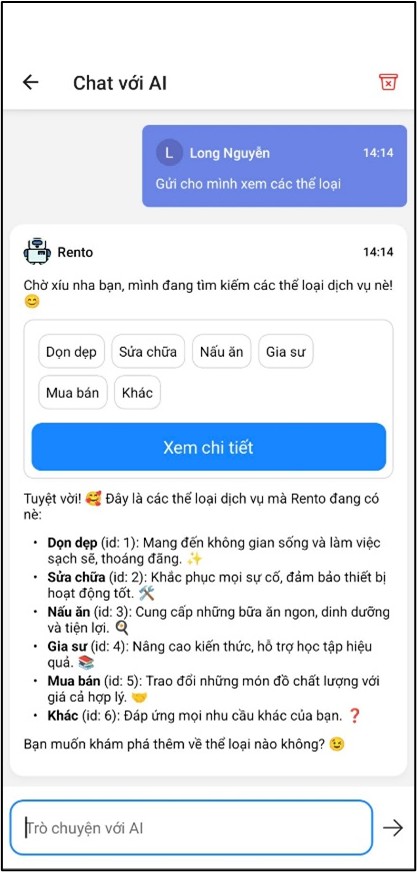 Chat với AI
L Long Nguyễn 14:14
Gửi cho mình xem các thể loại
Rento 14:14
Chờ xíu nha bạn, mình đang tìm kiếm các thể loại dịch vụ nè!
😊
Dọn dẹp Sửa chữa Nấu ăn Gia sư
Mua bán Khác
Xem chi tiết
Tuyệt vời! 🥰 Đây là các thể loại dịch vụ mà Rento đang có
nè:
• Dọn dẹp (id: 1): Mang đến không gian sống và làm việc
sạch sẽ, thoáng đãng. ✨
• Sửa chữa (id: 2): Khắc phục mọi sự cố, đảm bảo thiết bị
hoạt động tốt. 🛠️
• Nấu ăn (id: 3): Cung cấp những bữa ăn ngon, dinh dưỡng
và tiện lợi. 🍳
• Gia sư (id: 4): Nâng cao kiến thức, hỗ trợ học tập hiệu
quả. 📚
• Mua bán (id: 5): Trao đổi những món đồ chất lượng với
giá cả hợp lý. 🤝
• Khác (id: 6): Đáp ứng mọi nhu cầu khác của bạn. ❓
Bạn muốn khám phá thêm về thể loại nào không? 😉
Trò chuyện với AI